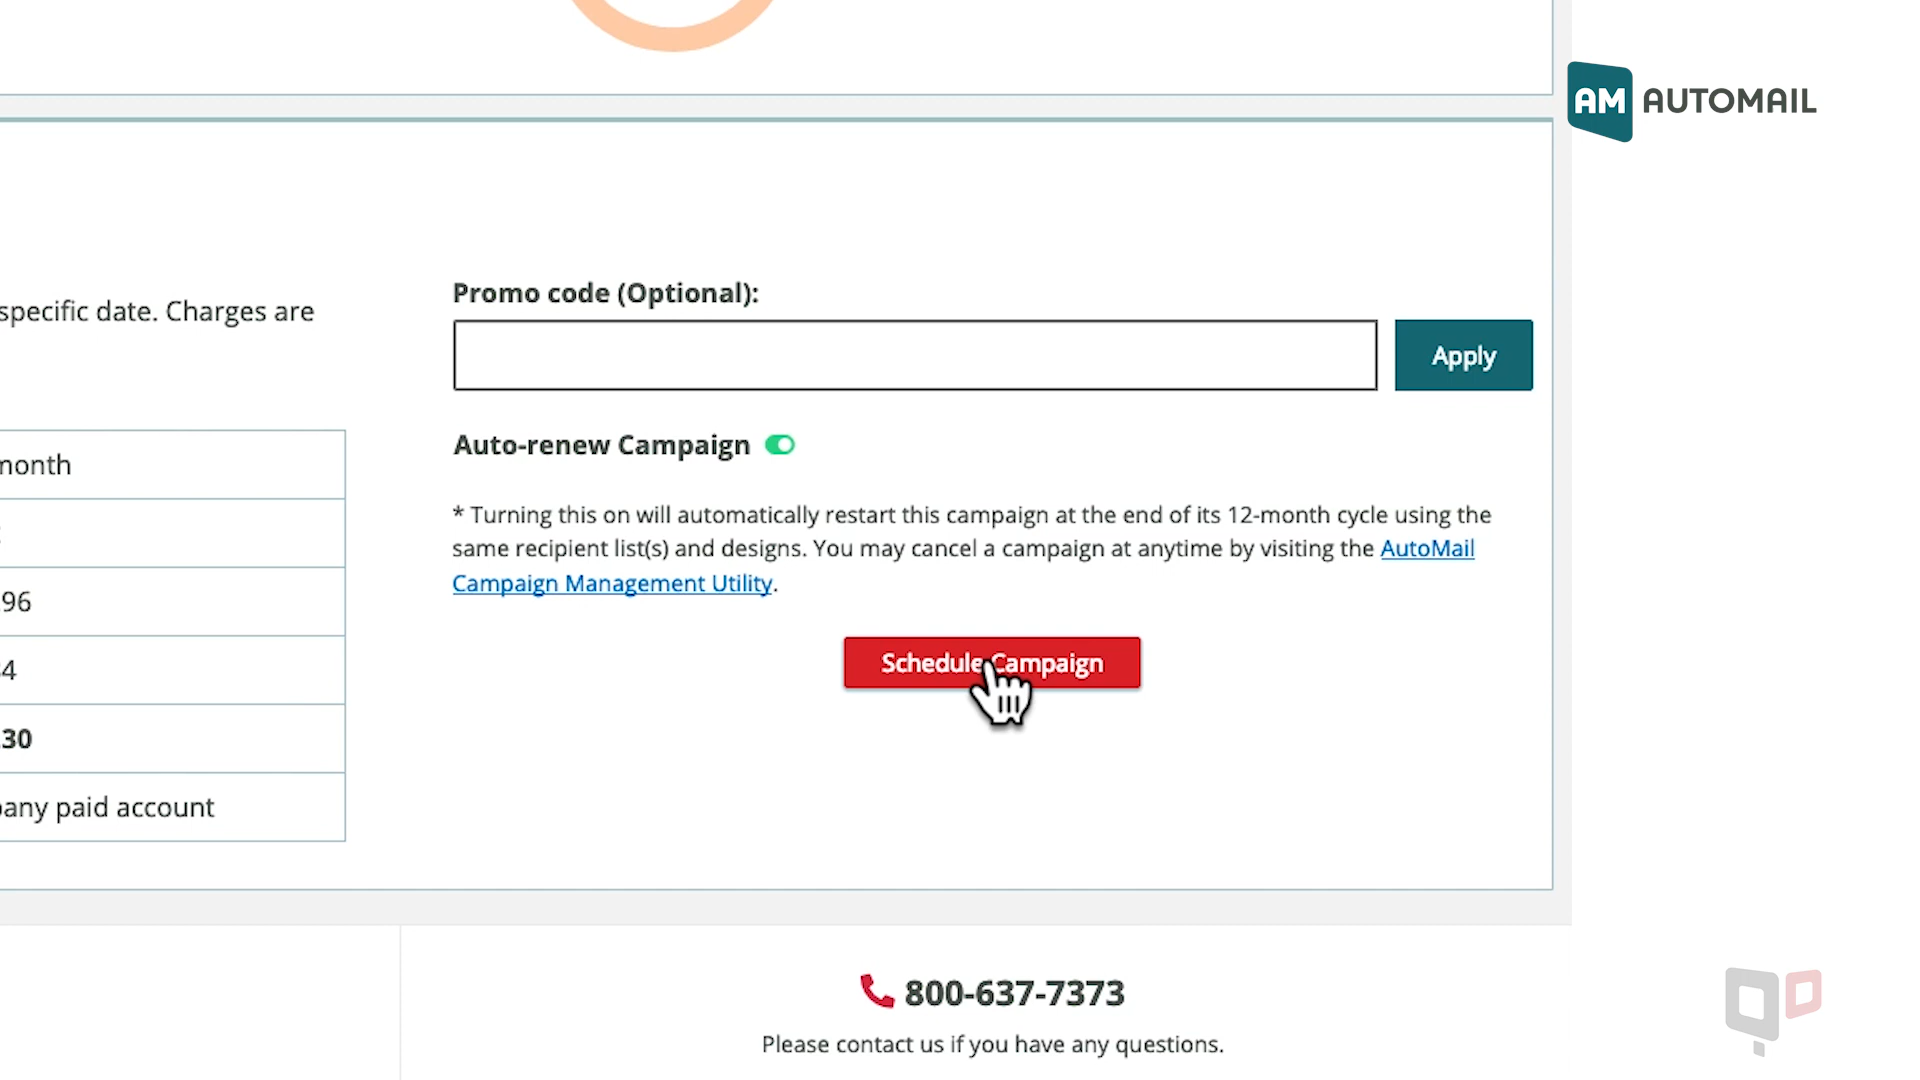 AM AUTOMAIL
specific date. Charges are
Promo code (Optional):
Apply
Auto-renew Campaign
* Turning this on will automatically restart this campaign at the end of its 12-month cycle using the
same recipient list(s) and designs. You may cancel a campaign at anytime by visiting the AutoMail
Campaign Management Utility.
Schedule Campaign
month
96
4
30
pany paid account
800-637-7373
Please contact us if you have any questions.